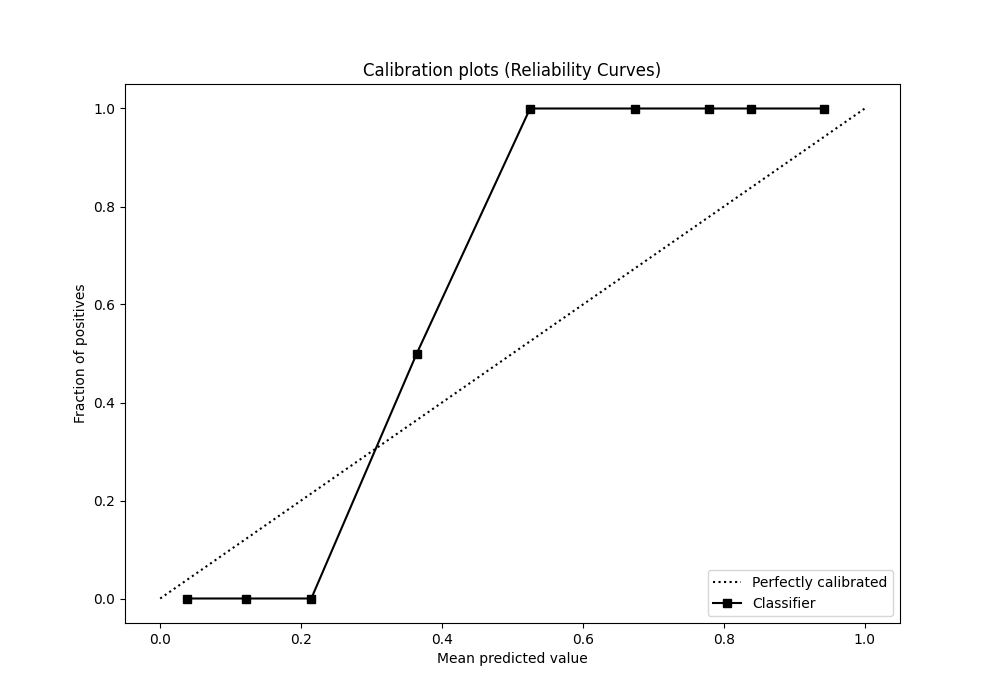 Calibration plots (Reliability Curves)
Fraction of positives
1.0
0.8
0.6
0.4
0.2
0.0
0.0 0.2 0.4 0.6 0.8 1.0
Mean predicted value
Perfectly calibrated
Classifier